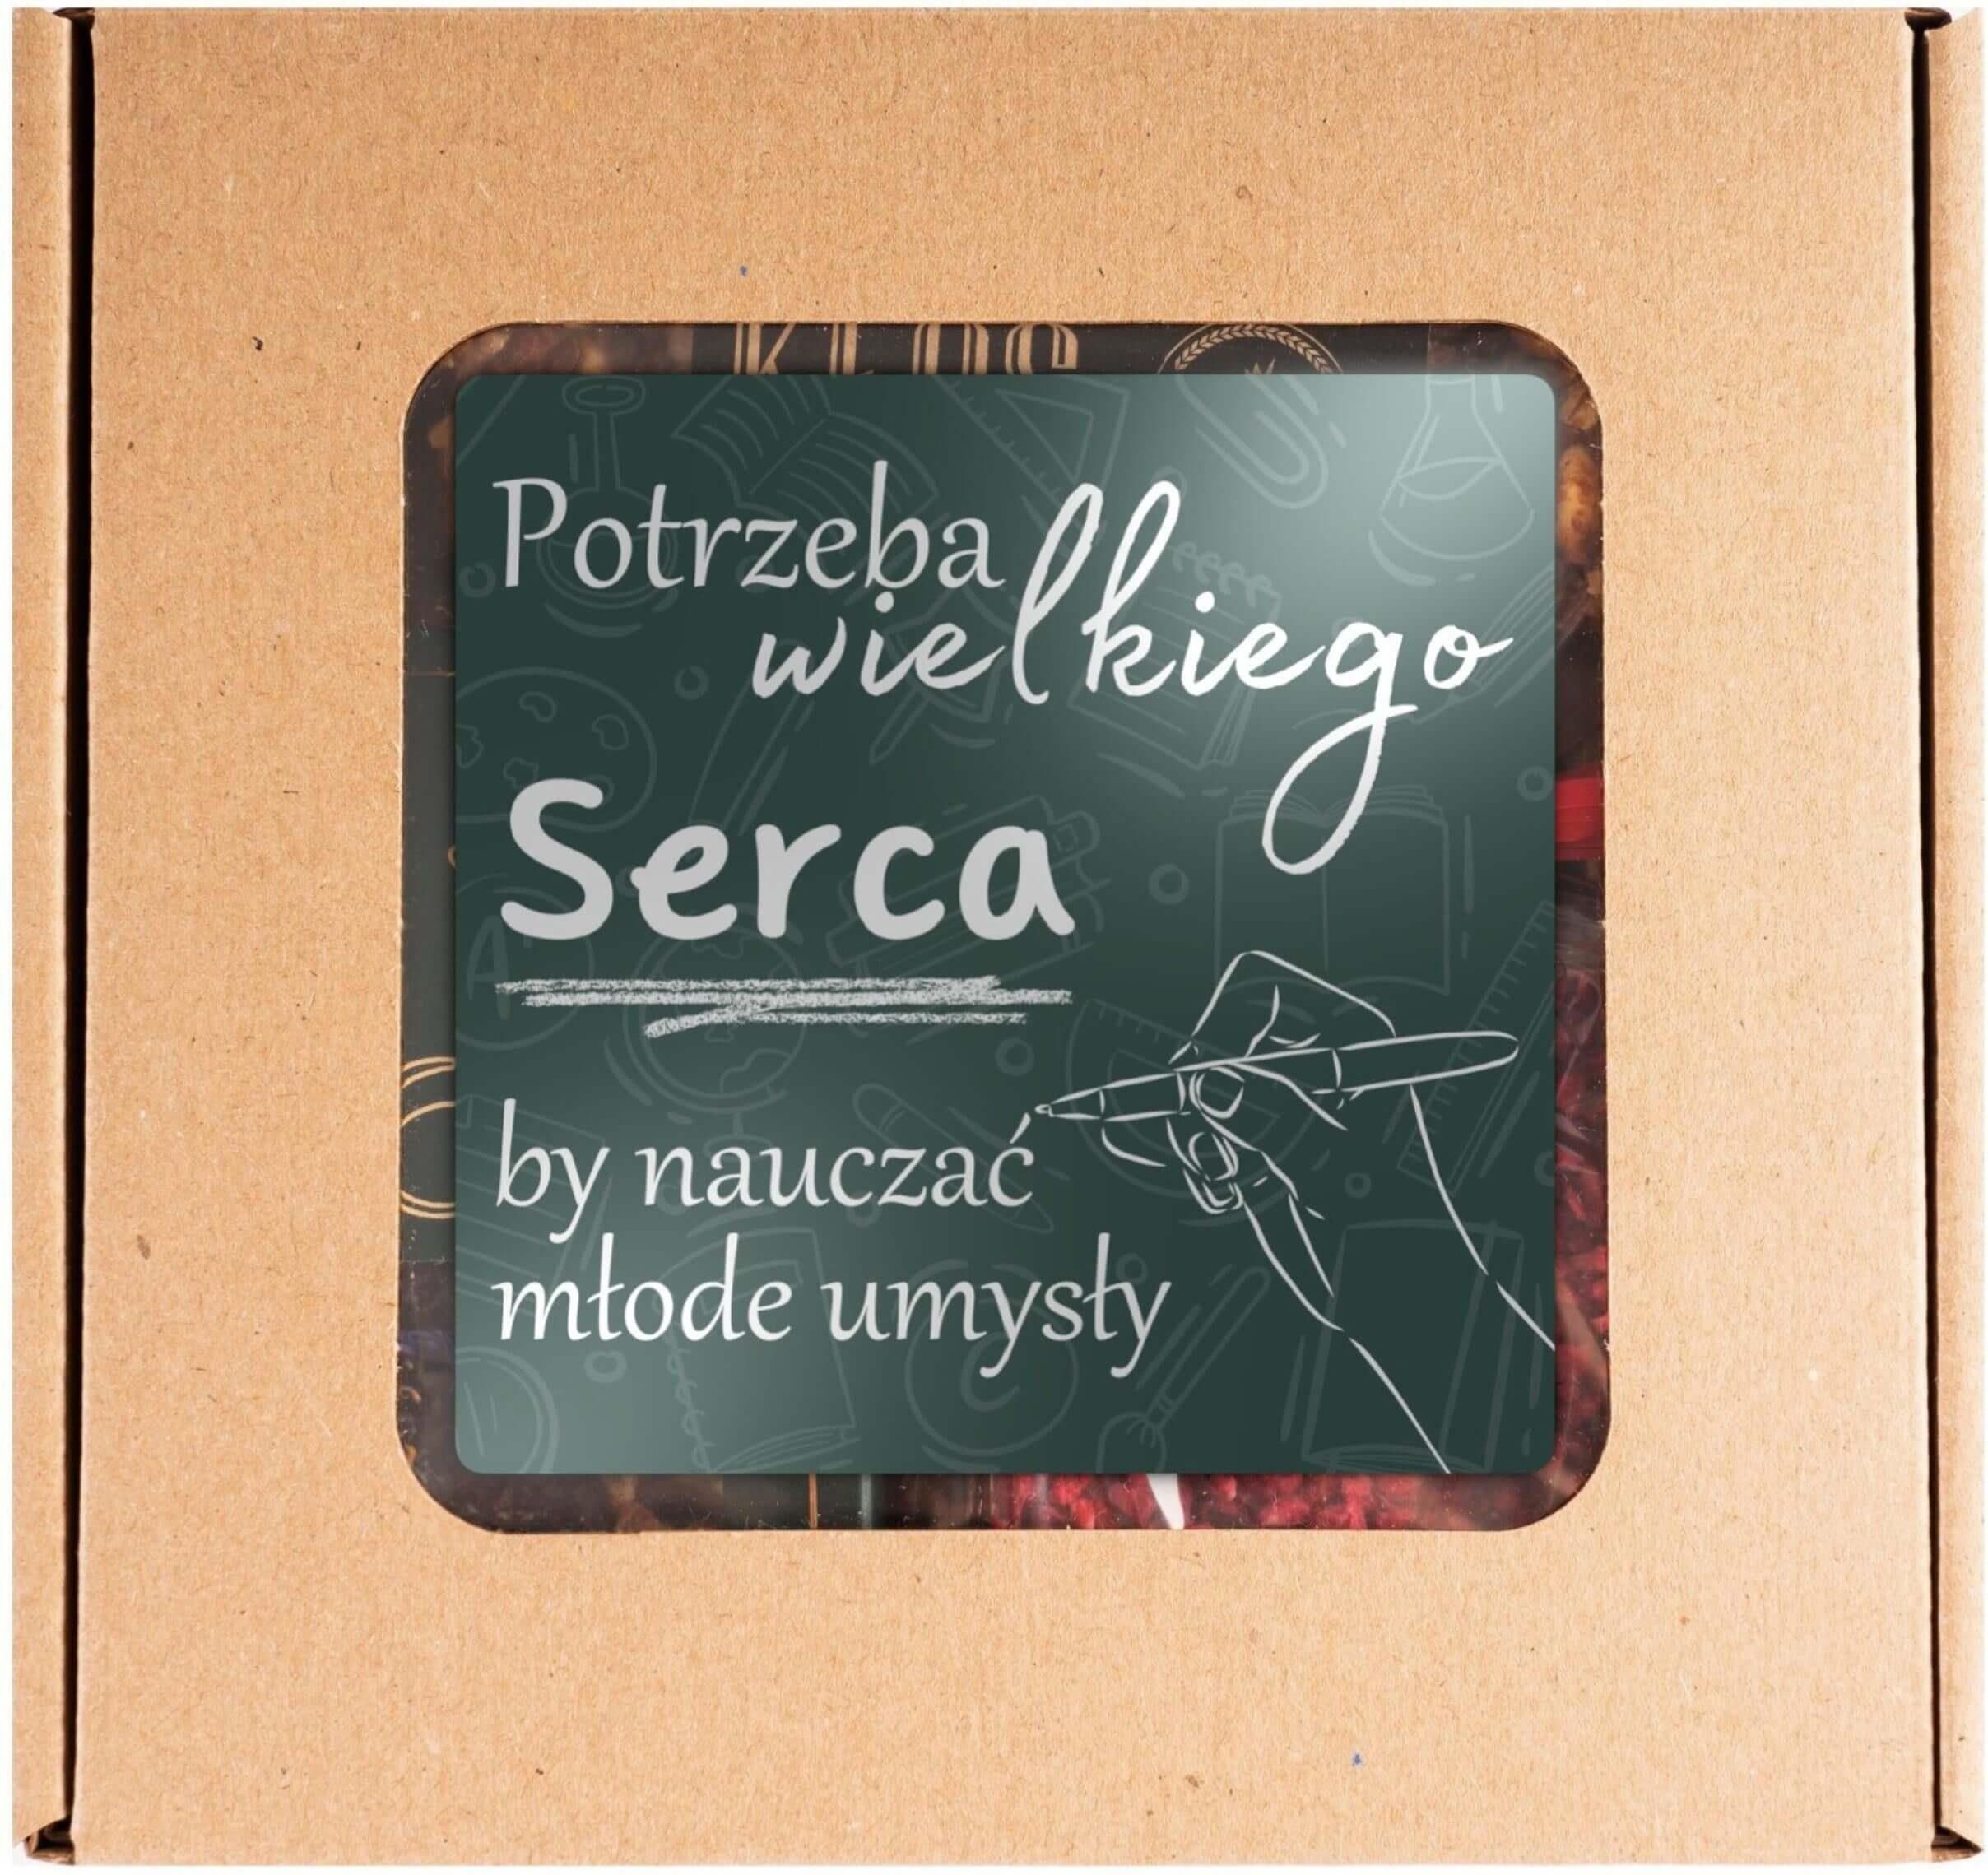 Potrzeba
wielkiego
Serca
by nauczać
młode umysły